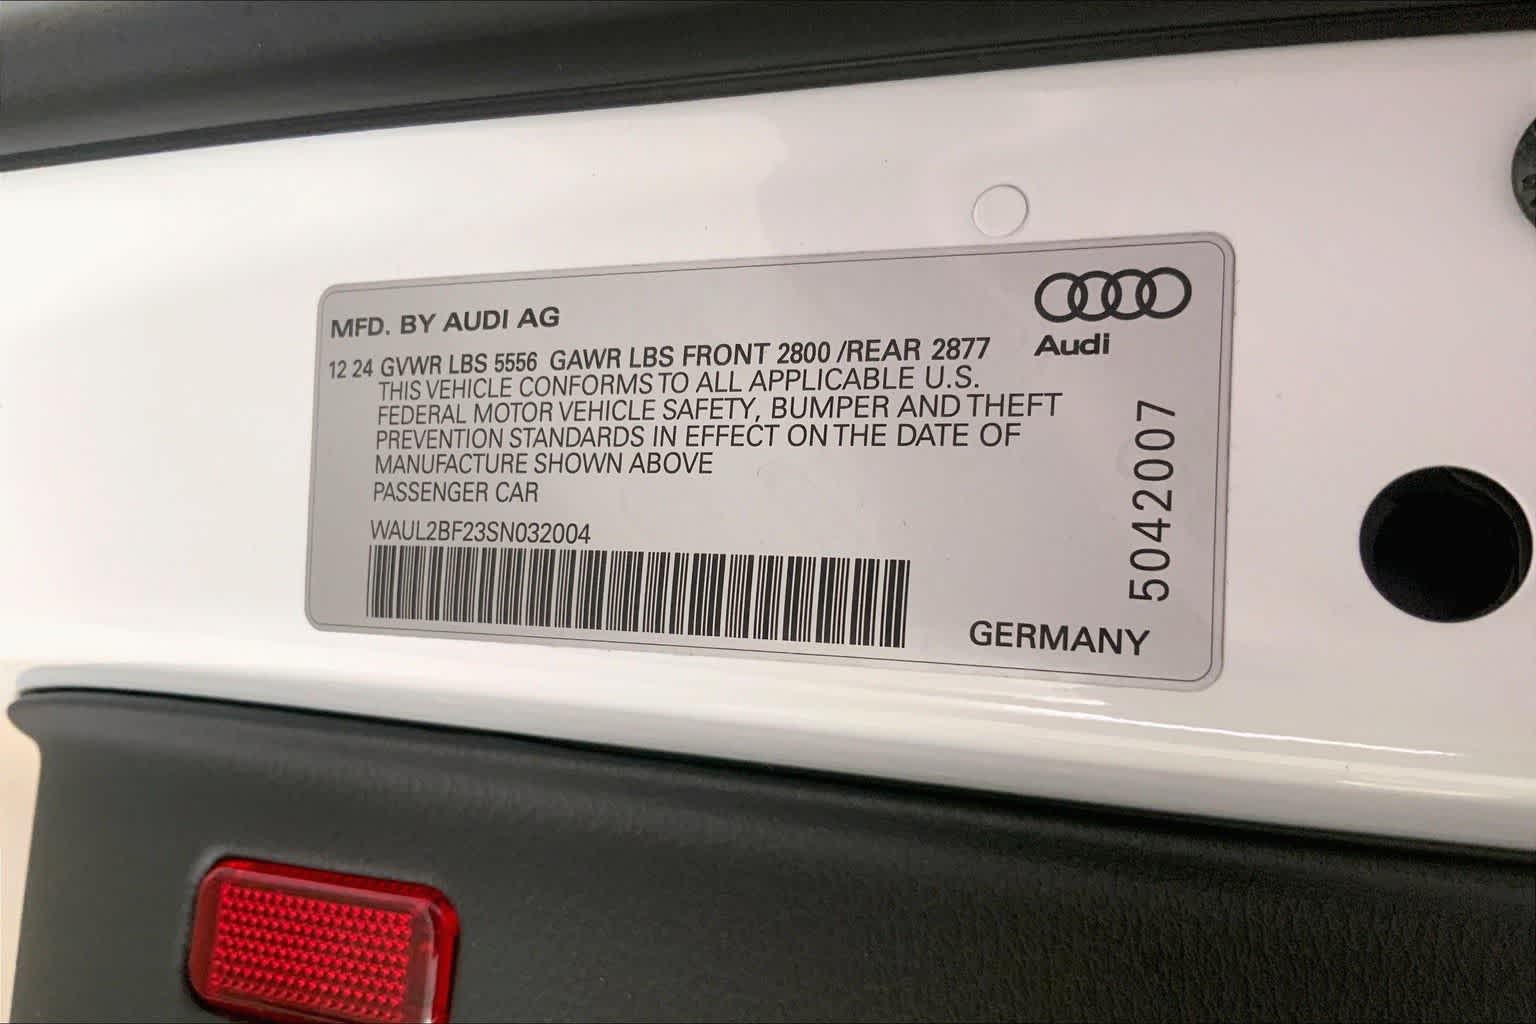 MFD. BY AUDI AG
Audi
12 24 GVWR LBS 5556 GAWR LBS FRONT 2800 /REAR 2877
THIS VEHICLE CONFORMS TO ALL APPLICABLE U.S.
FEDERAL MOTOR VEHICLE SAFETY, BUMPER AND THEFT
PREVENTION STANDARDS IN EFFECT ON THE DATE OF
MANUFACTURE SHOWN ABOVE
PASSENGER CAR
WAUL2BF23SN032004
5042007
GERMANY